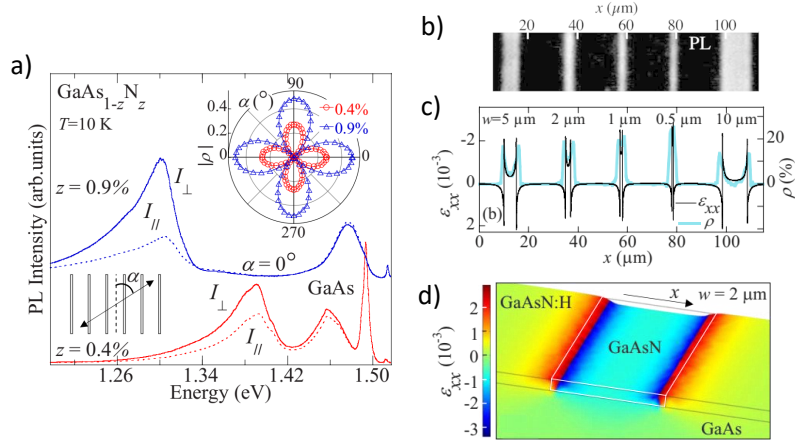 a)
GaAs1-zNz
T=10 K
z = 0.9%
I⊥
I//
α=0°
GaAs
I⊥
I//
α
z = 0.4%
PL Intensity (arb.units)
1.26 1.34 1.42 1.50
Energy (eV)
90
α(°)
0.4%
0.9%
0.4
0.2
0
|ρ|
0
270
b)
x (μm)
20 40 60 80 100
PL
c)
w=5 μm 2 μm 1 μm 0.5 μm 10 μm
-2
-1
0
εxx (10-3)
20
10
0
ρ (%)
(b)
εxx
ρ
0 20 40 60 80 100
x (μm)
d)
GaAsN:H
x
w = 2 μm
GaAsN
GaAs
εxx (10-3)
2
1
0
-1
-2
-3